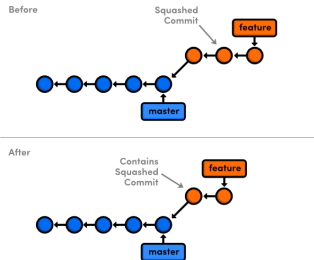 Before
Squashed
Commit
feature
master
After
Contains
Squashed
Commit
feature
master